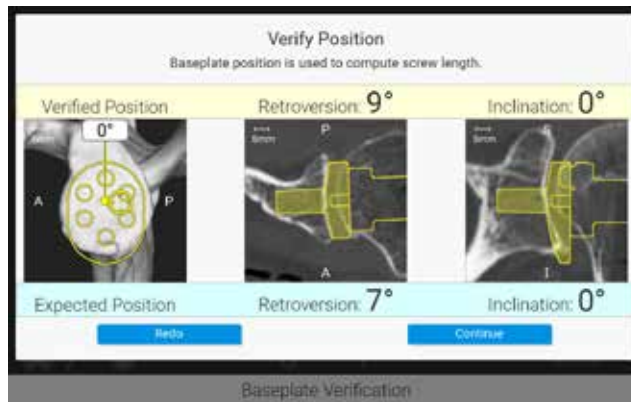 Verify Position
Baseplate position is used to compute screw length.
Verified Position Retroversion: 9° Inclination: 0°
0°
P
5mm
A P
A I
Expected Position Retroversion: 7° Inclination: 0°
Redo Continue
Baseplate Verification